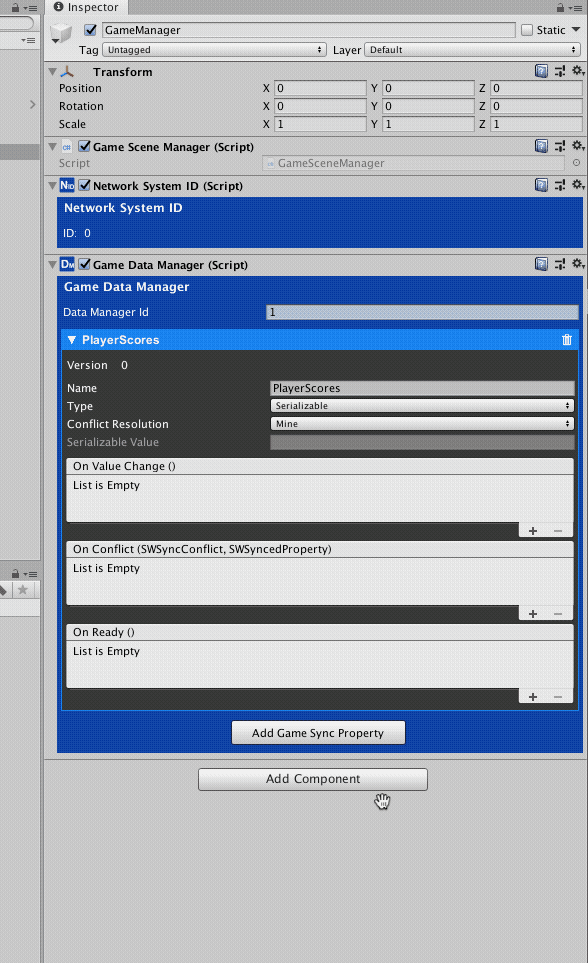 Inspector
GameManager
Static
Tag Untagged Layer Default
Transform
Position X 0 Y 0 Z 0
Rotation X 0 Y 0 Z 0
Scale X 1 Y 1 Z 1
Game Scene Manager (Script)
Script GameSceneManager
NID Network System ID (Script)
Network System ID
ID: 0
DM Game Data Manager (Script)
Game Data Manager
Data Manager Id 1
PlayerScores
Version 0
Name PlayerScores
Type Serializable
Conflict Resolution Mine
Serializable Value
On Value Change ()
List is Empty
On Conflict (SWSyncConflict, SWSyncedProperty)
List is Empty
On Ready ()
List is Empty
Add Game Sync Property
Add Component